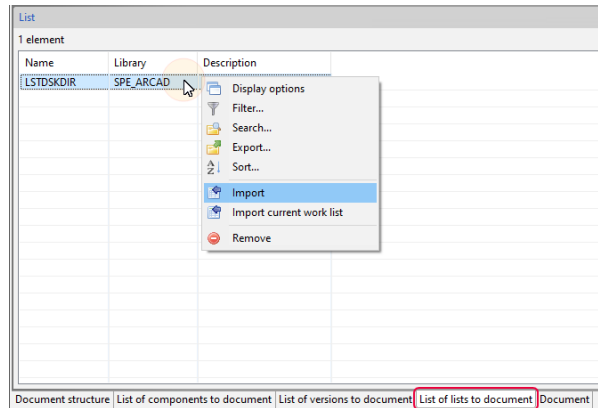 List
1 element
Name Library Description
LSTDSKDIR SPE_ARCAD
Display options
Filter...
Search...
Export...
Sort...
Import
Import current work list
Remove
Document structure List of components to document List of versions to document List of lists to document Document